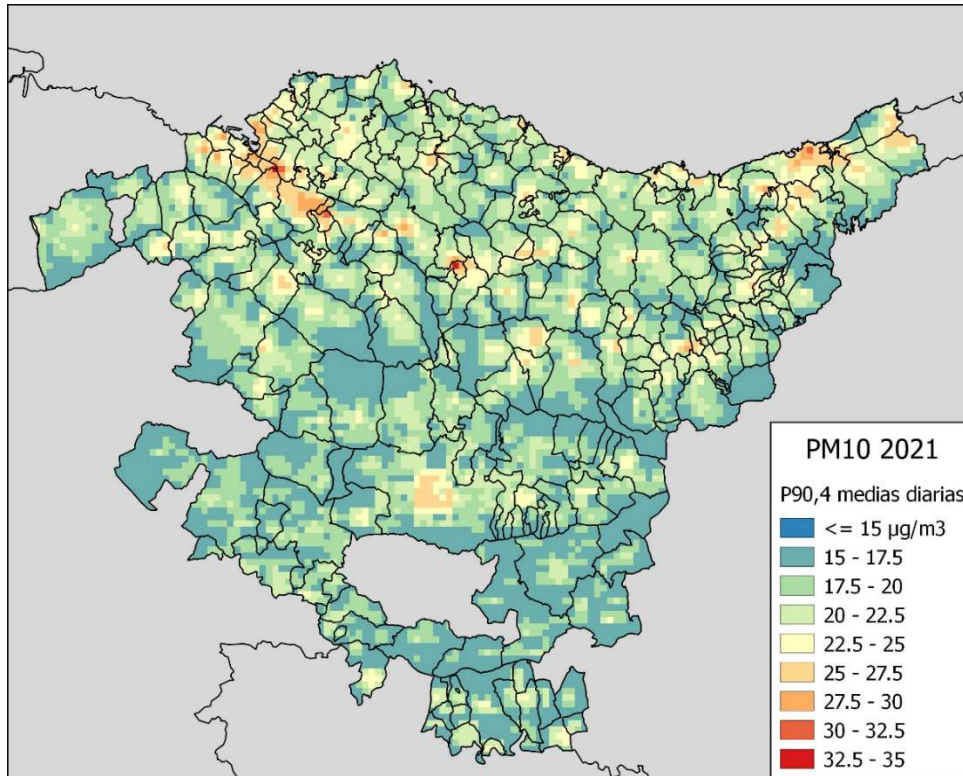 PM10 2021
P90,4 medias diarias
<= 15 µg/m3
15 - 17.5
17.5 - 20
20 - 22.5
22.5 - 25
25 - 27.5
27.5 - 30
30 - 32.5
32.5 - 35